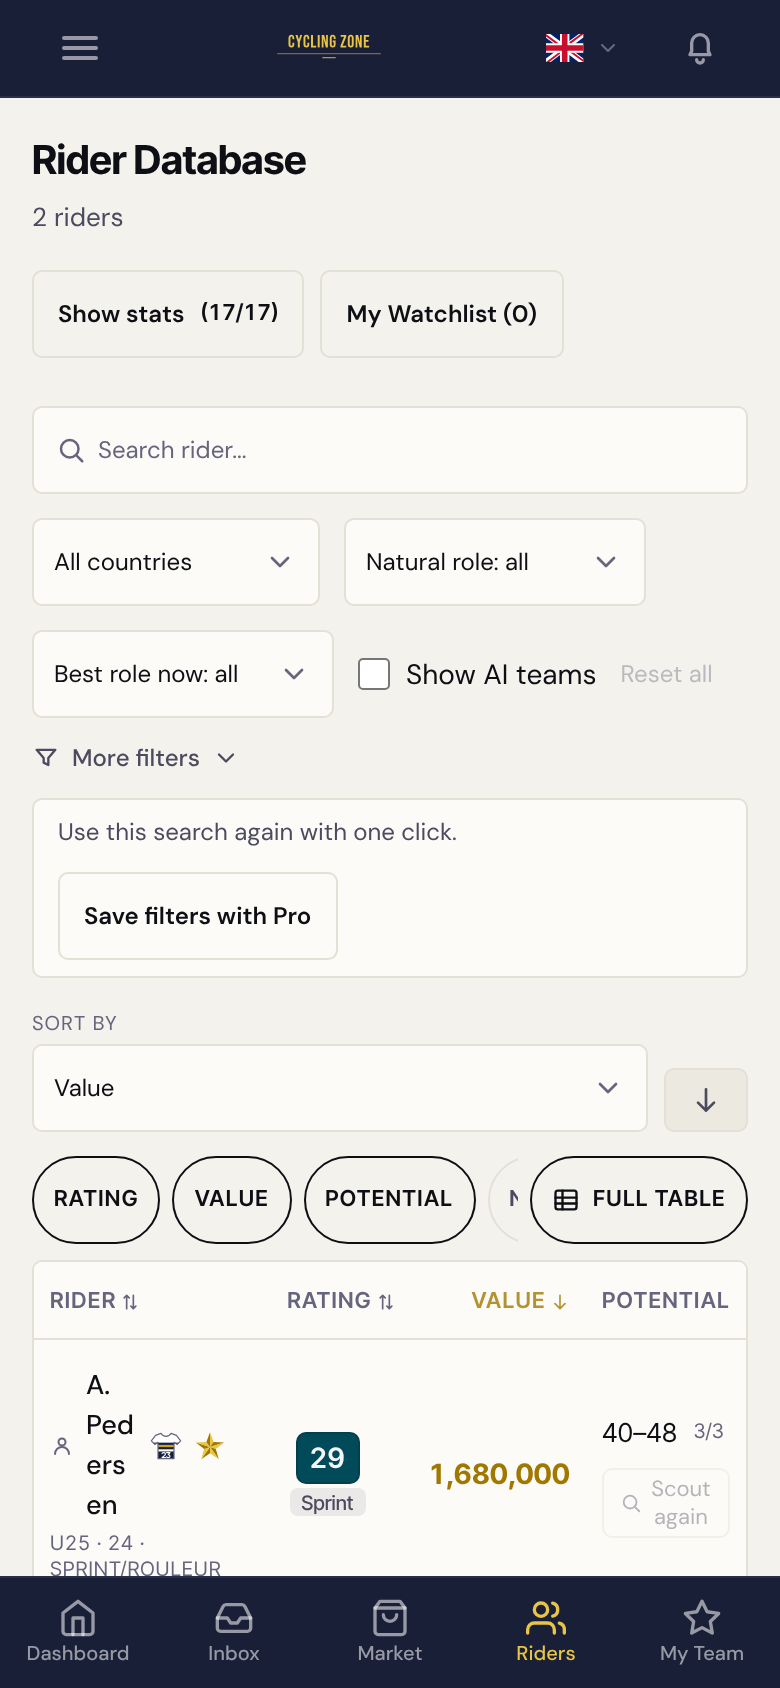 CYCLING ZONE
Rider Database
2 riders
Show stats (17/17)
My Watchlist (0)
Search rider...
All countries
Natural role: all
Best role now: all
Show AI teams
Reset all
More filters
Use this search again with one click.
Save filters with Pro
SORT BY
Value
RATING
VALUE
POTENTIAL
FULL TABLE
RIDER
RATING
VALUE
POTENTIAL
A.
Ped
ers
en
23
29
Sprint
1,680,000
40–48 3/3
Scout
again
U25 · 24 ·
SPRINT/ROULEUR
Dashboard
Inbox
Market
Riders
My Team